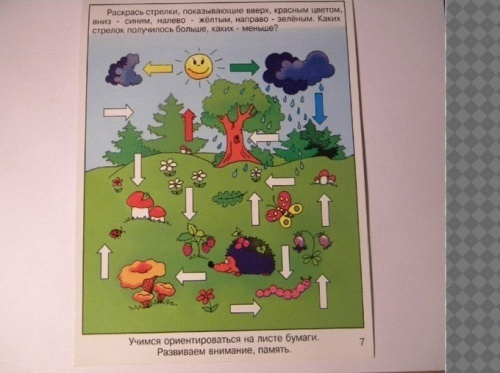 Раскрась стрелки, показывающие вверх, красным цветом,
вниз - синим, налево - жёлтым, направо - зелёным. Каких
стрелок получилось больше, каких - меньше?
Учимся ориентироваться на листе бумаги.
Развиваем внимание, память.
7